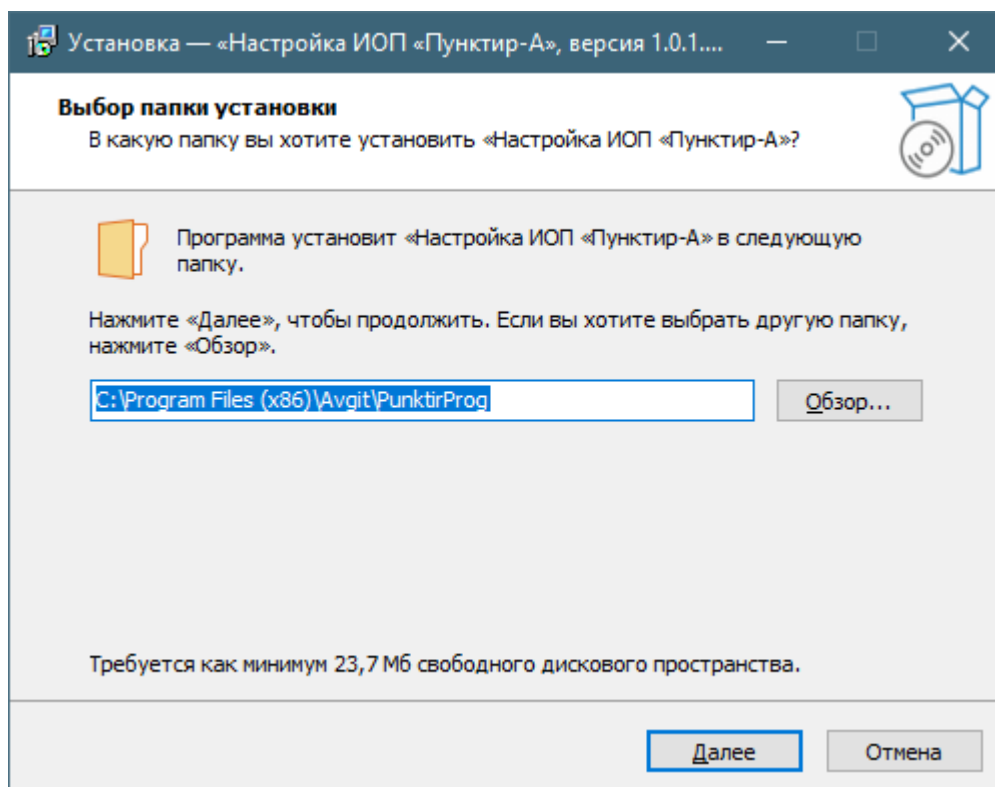 Установка — «Настройка ИОП «Пунктир-А», версия 1.0.1....
Выбор папки установки
В какую папку вы хотите установить «Настройка ИОП «Пунктир-А»?
Программа установит «Настройка ИОП «Пунктир-А» в следующую
папку.
Нажмите «Далее», чтобы продолжить. Если вы хотите выбрать другую папку,
нажмите «Обзор».
C:\Program Files (x86)\Avgit\PunktirProg
Обзор...
Требуется как минимум 23,7 Мб свободного дискового пространства.
Далее
Отмена